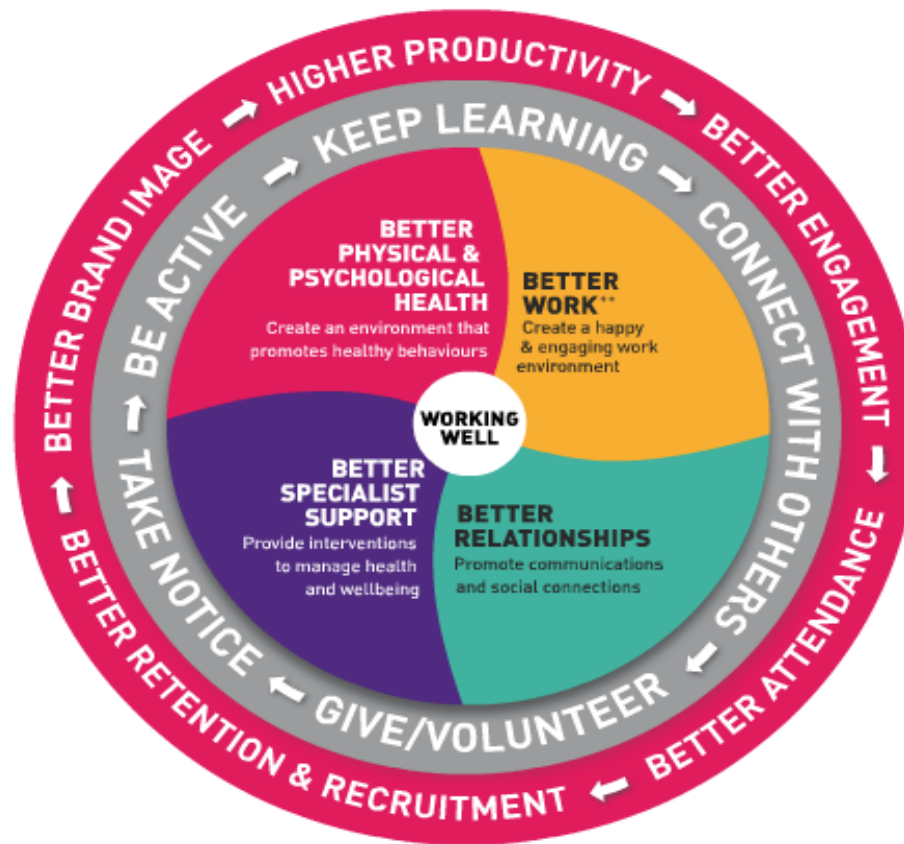 HIGHER PRODUCTIVITY
BETTER ENGAGEMENT
BETTER ATTENDANCE
BETTER RETENTION & RECRUITMENT
BETTER BRAND IMAGE
KEEP LEARNING
CONNECT WITH OTHERS
GIVE/VOLUNTEER
TAKE NOTICE
BE ACTIVE
BETTER
PHYSICAL &
PSYCHOLOGICAL
HEALTH
Create an environment that
promotes healthy behaviours
BETTER
WORK++
Create a happy
& engaging work
environment
WORKING
WELL
BETTER
SPECIALIST
SUPPORT
Provide interventions
to manage health
and wellbeing
BETTER
RELATIONSHIPS
Promote communications
and social connections